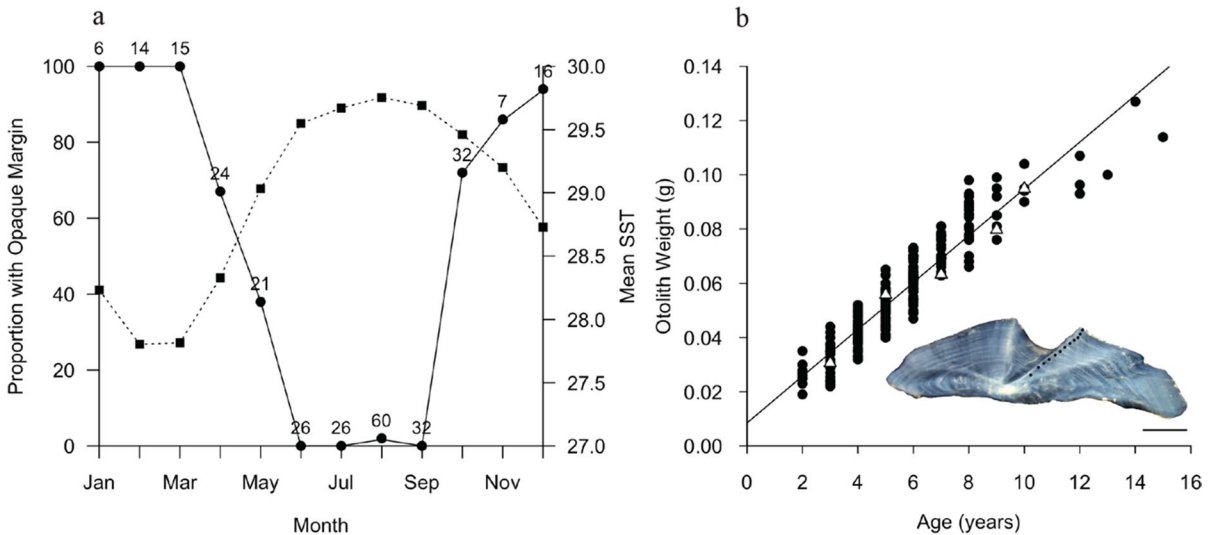 a
6 14 15 24 21 26 26 60 32 32 7 16
100
80
60
40
20
0
Proportion with Opaque Margin
30.0
29.5
29.0
28.5
28.0
27.5
27.0
Mean SST
Jan Mar May Jul Sep Nov
Month
b
0.14
0.12
0.10
0.08
0.06
0.04
0.02
0.00
Otolith Weight (g)
0 2 4 6 8 10 12 14 16
Age (years)